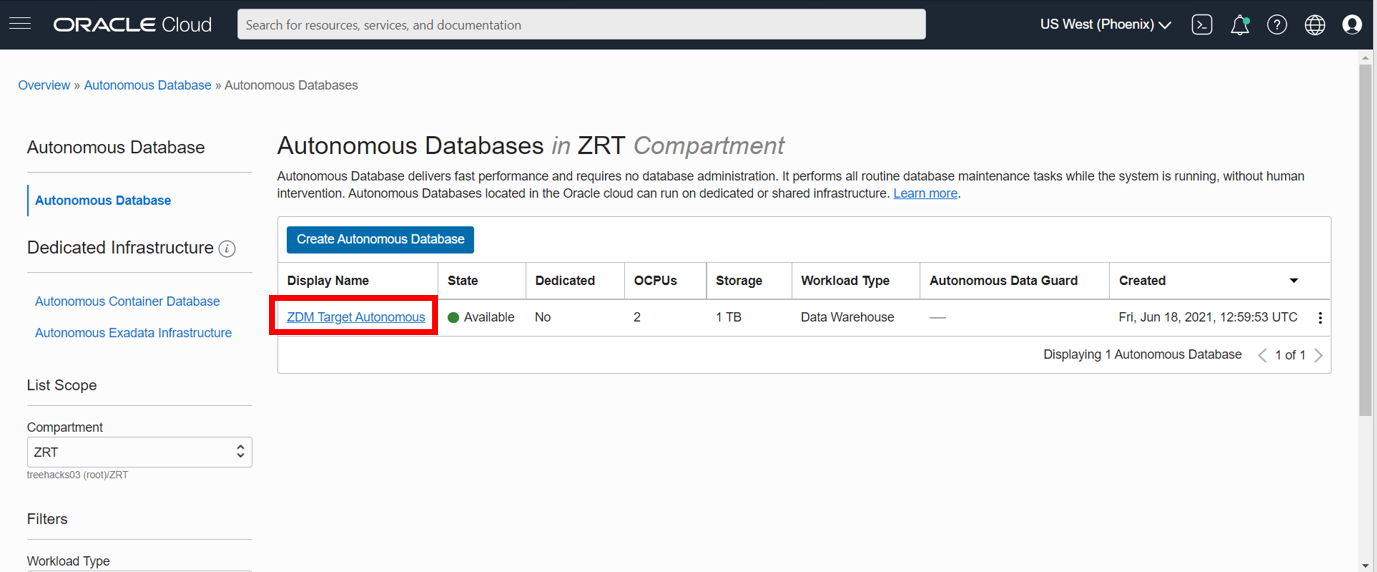 ORACLE Cloud
Search for resources, services, and documentation
US West (Phoenix)
Overview » Autonomous Database » Autonomous Databases
Autonomous Database
Autonomous Database
Dedicated Infrastructure
Autonomous Container Database
Autonomous Exadata Infrastructure
List Scope
Compartment
ZRT
treehacks03 (root)/ZRT
Filters
Workload Type
Autonomous Databases in ZRT Compartment
Autonomous Database delivers fast performance and requires no database administration. It performs all routine database maintenance tasks while the system is running, without human
intervention. Autonomous Databases located in the Oracle cloud can run on dedicated or shared infrastructure. Learn more.
Create Autonomous Database
Display Name State Dedicated OCPUs Storage Workload Type Autonomous Data Guard Created
ZDM Target Autonomous Available No 2 1 TB Data Warehouse — Fri, Jun 18, 2021, 12:59:53 UTC
Displaying 1 Autonomous Database 1 of 1